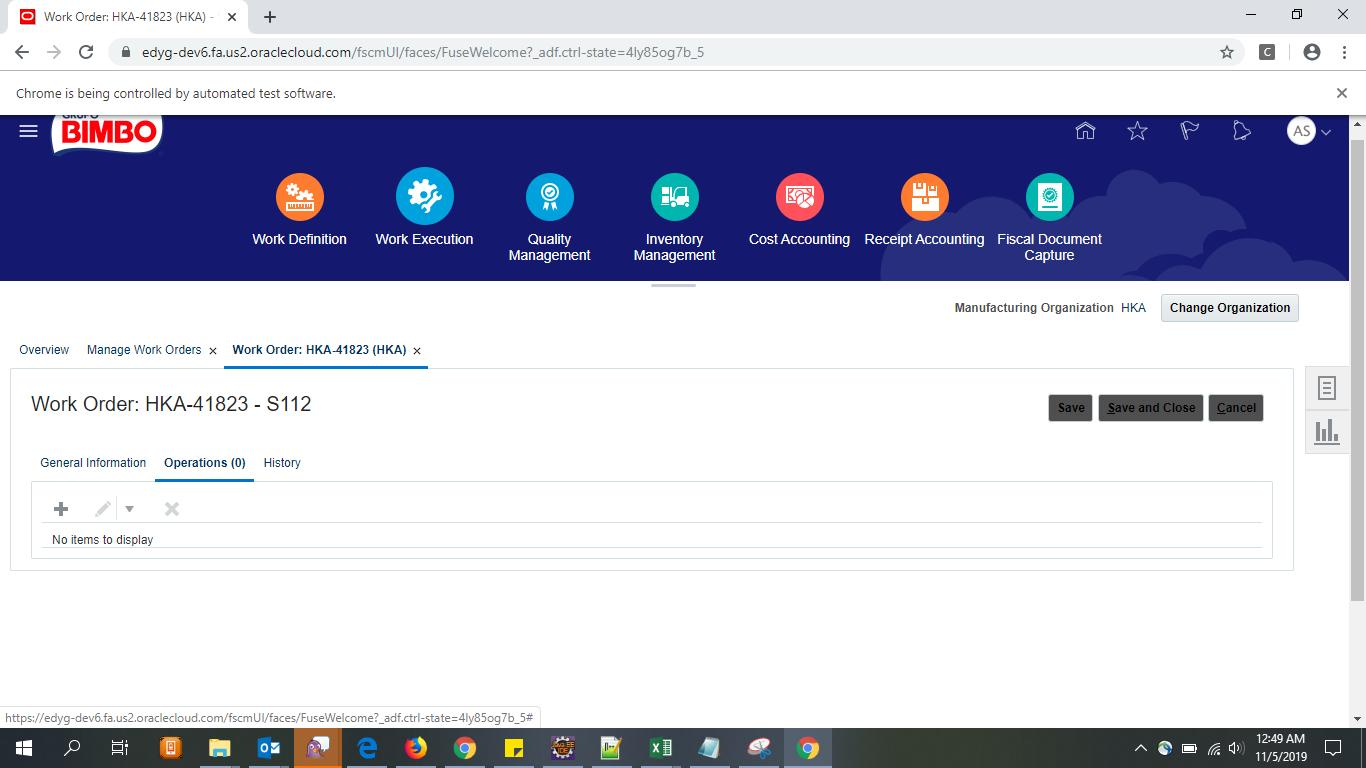 Work Order: HKA-41823 (HKA) -
edyg-dev6.fa.us2.oraclecloud.com/fscmUI/faces/FuseWelcome?_adf.ctrl-state=4ly85og7b_5
C
Chrome is being controlled by automated test software.
GRUPO
BIMBO
AS
Work Definition
Work Execution
Quality Management
Inventory Management
Cost Accounting
Receipt Accounting
Fiscal Document Capture
Manufacturing Organization HKA
Change Organization
Overview
Manage Work Orders
Work Order: HKA-41823 (HKA)
Work Order: HKA-41823 - S112
Save
Save and Close
Cancel
General Information
Operations (0)
History
No items to display
https://edyg-dev6.fa.us2.oraclecloud.com/fscmUI/faces/FuseWelcome?_adf.ctrl-state=4ly85og7b_5#
12:49 AM
11/5/2019